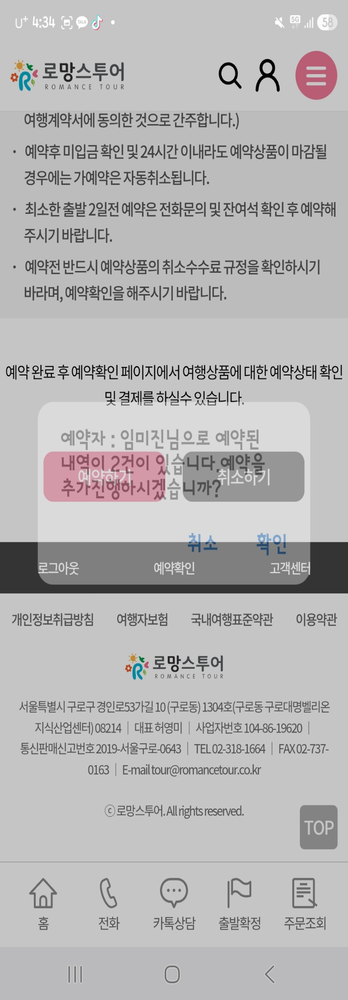 U+ 4:34 TALK 5G 58
로망스투어
ROMANCE TOUR
여행계약서에 동의한 것으로 간주합니다.)
· 예약후 미입금 확인 및 24시간 이내라도 예약상품이 마감될
경우에는 가예약은 자동취소됩니다.
· 최소한 출발 2일전 예약은 전화문의 및 잔여석 확인 후 예약해
주시기 바랍니다.
· 예약전 반드시 예약상품의 취소수수료 규정을 확인하시기
바라며, 예약확인을 해주시기 바랍니다.
예약 완료 후 예약확인 페이지에서 여행상품에 대한 예약상태 확인
및 결제를 하실수 있습니다.
예약자 : 임미진님으로 예약된
내역이 2건이 있습니다.예약을
추가진행하시겠습니까?
예약하기 취소하기
취소 확인
로그아웃 예약확인 고객센터
개인정보취급방침 여행자보험 국내여행표준약관 이용약관
로망스투어
ROMANCE TOUR
서울특별시 구로구 경인로53가길 10 (구로동) 1304호(구로동 구로대명벨리온
지식산업센터) 08214 | 대표 허영미 | 사업자번호 104-86-19620 |
통신판매신고번호 2019-서울구로-0643 | TEL 02-318-1664 | FAX 02-737-
0163 | E-mail tour@romancetour.co.kr
ⓒ 로망스투어. All rights reserved.
TOP
홈 전화 카톡상담 출발확정 주문조회